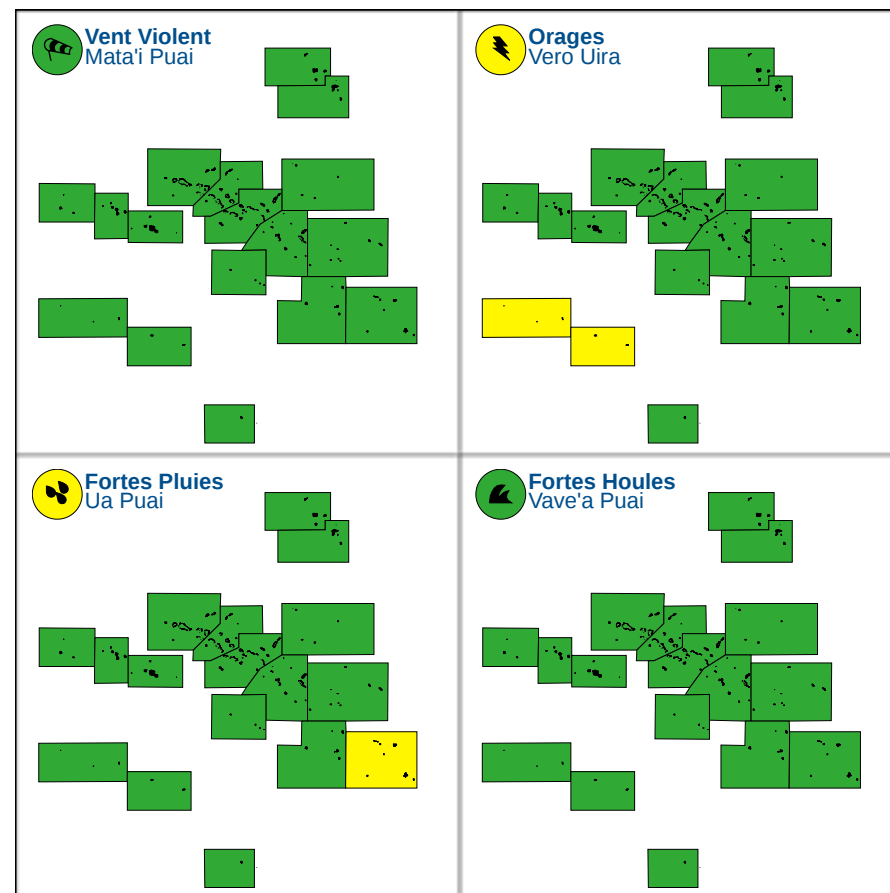 Vent Violent
Mata'i Puai
Orages
Vero Uira
Fortes Pluies
Ua Puai
Fortes Houles
Vave'a Puai